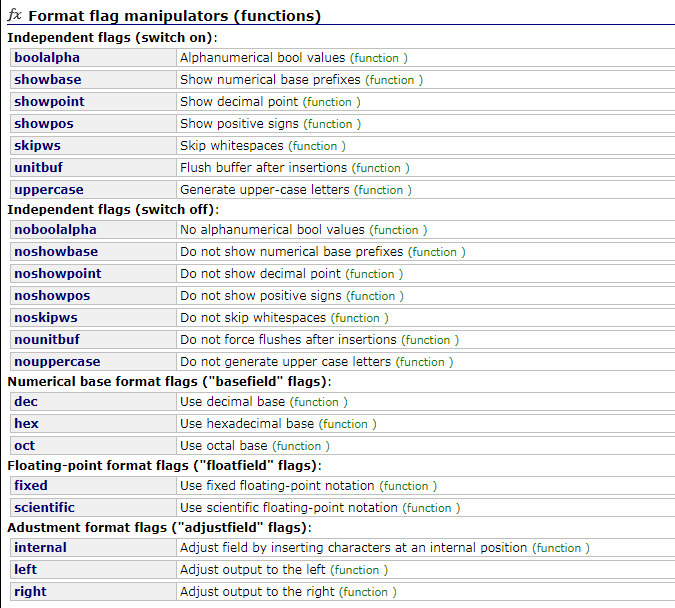 fx Format flag manipulators (functions)
Independent flags (switch on):
boolalpha Alphanumerical bool values (function )
showbase Show numerical base prefixes (function )
showpoint Show decimal point (function )
showpos Show positive signs (function )
skipws Skip whitespaces (function )
unitbuf Flush buffer after insertions (function )
uppercase Generate upper-case letters (function )
Independent flags (switch off):
noboolalpha No alphanumerical bool values (function )
noshowbase Do not show numerical base prefixes (function )
noshowpoint Do not show decimal point (function )
noshowpos Do not show positive signs (function )
noskipws Do not skip whitespaces (function )
nounitbuf Do not force flushes after insertions (function )
nouppercase Do not generate upper case letters (function )
Numerical base format flags ("basefield" flags):
dec Use decimal base (function )
hex Use hexadecimal base (function )
oct Use octal base (function )
Floating-point format flags ("floatfield" flags):
fixed Use fixed floating-point notation (function )
scientific Use scientific floating-point notation (function )
Adustment format flags ("adjustfield" flags):
internal Adjust field by inserting characters at an internal position (function )
left Adjust output to the left (function )
right Adjust output to the right (function )